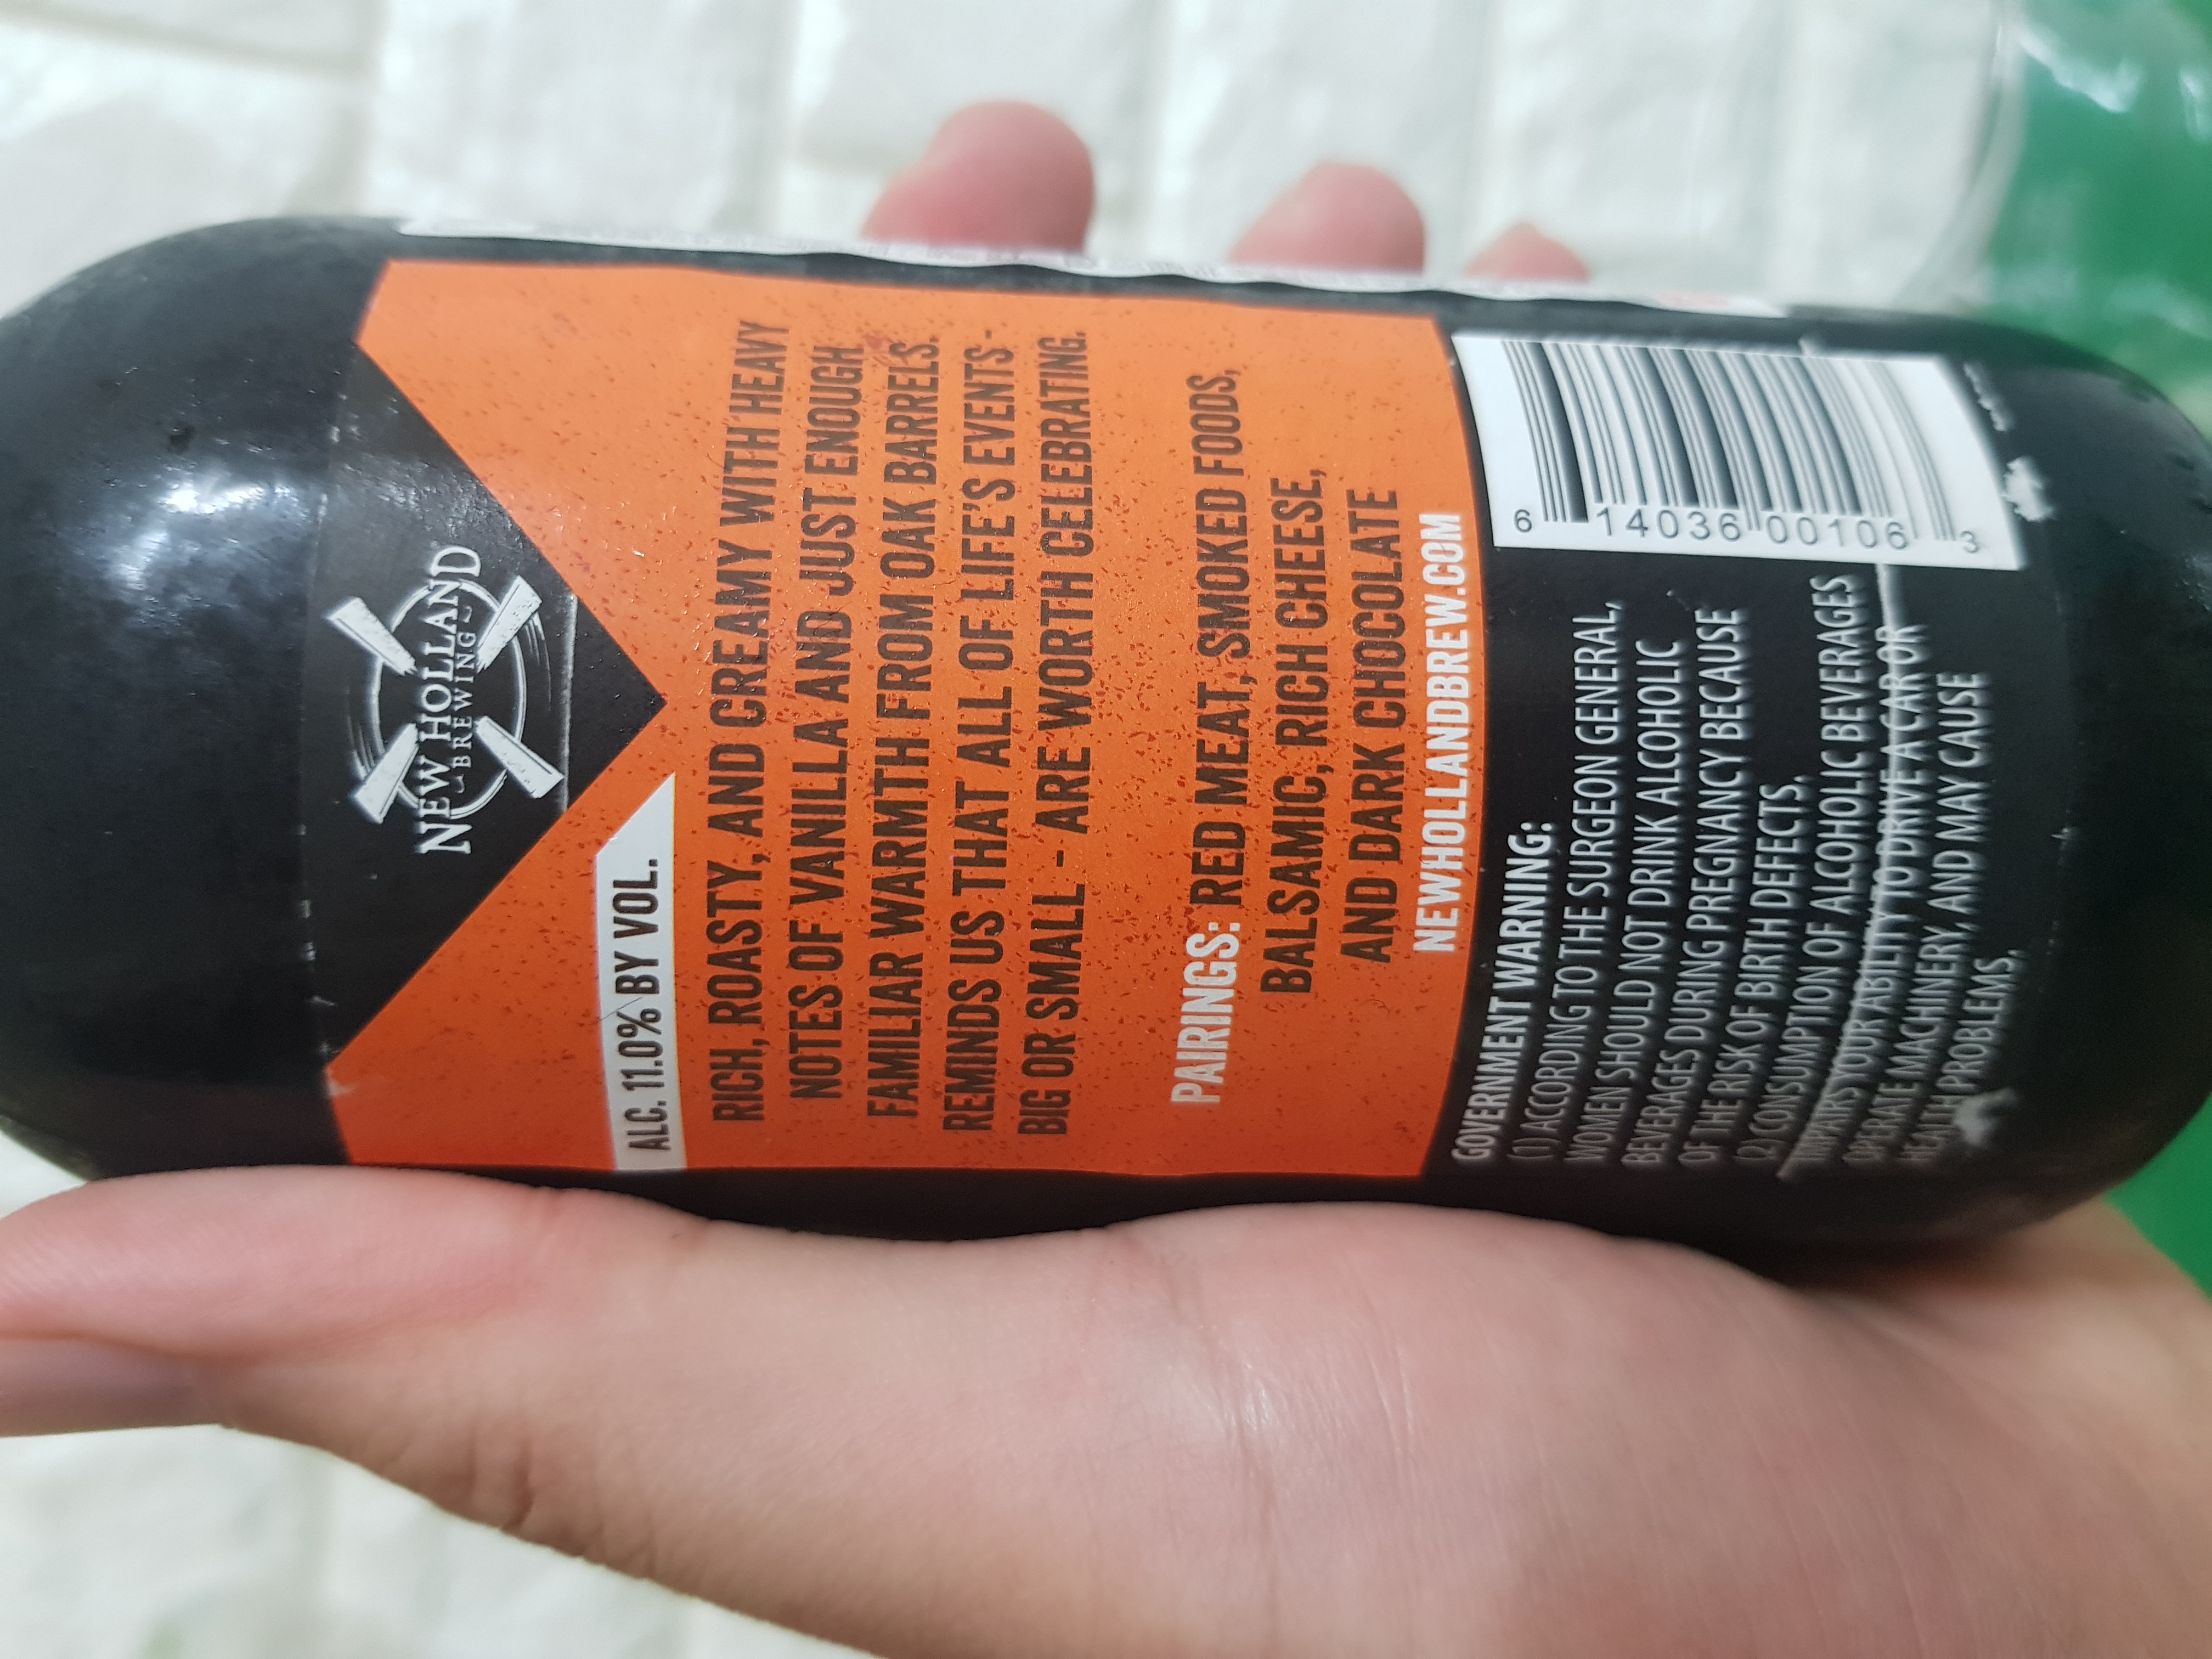 NEW HOLLAND
BREWING
ALC. 11.0% BY VOL.
RICH, ROASTY, AND CREAMY WITH HEAVY
NOTES OF VANILLA AND JUST ENOUGH
FAMILIAR WARMTH FROM OAK BARRELS.
REMINDS US THAT ALL OF LIFE'S EVENTS -
BIG OR SMALL - ARE WORTH CELEBRATING.
PAIRINGS: RED MEAT, SMOKED FOODS,
BALSAMIC, RICH CHEESE,
AND DARK CHOCOLATE
NEWHOLLANDBREW.COM
6 14036 00106 3
GOVERNMENT WARNING:
(1) ACCORDING TO THE SURGEON GENERAL,
WOMEN SHOULD NOT DRINK ALCOHOLIC
BEVERAGES DURING PREGNANCY BECAUSE
OF THE RISK OF BIRTH DEFECTS.
(2) CONSUMPTION OF ALCOHOLIC BEVERAGES
IMPAIRS YOUR ABILITY TO DRIVE A CAR OR
OPERATE MACHINERY, AND MAY CAUSE
HEALTH PROBLEMS.